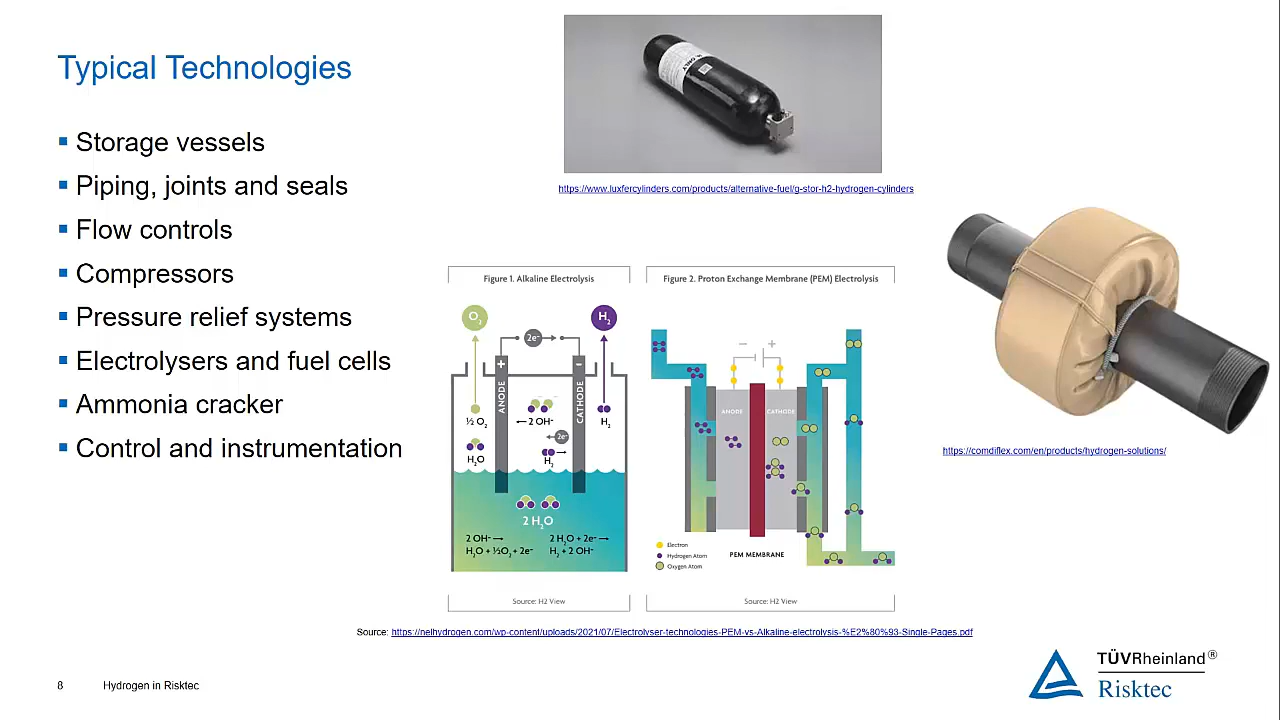 Typical Technologies
Storage vessels
Piping, joints and seals
Flow controls
Compressors
Pressure relief systems
Electrolysers and fuel cells
Ammonia cracker
Control and instrumentation
https://www.luxfercylinders.com/products/alternative-fuel/g-stor-h2-hydrogen-cylinders
https://comdiflex.com/en/products/hydrogen-solutions/
Figure 1. Alkaline Electrolysis
O₂
H₂
2e⁻
+
-
ANODE
CATHODE
½ O₂
2 OH⁻
H₂
2e⁻
H₂O
H₂
2 H₂O
2 OH⁻ →
H₂O + ½O₂ + 2e⁻
2 H₂O + 2e⁻ →
H₂ + 2 OH⁻
Source: H2 View
Figure 2. Proton Exchange Membrane (PEM) Electrolysis
− +
ANODE
CATHODE
Electron
Hydrogen Atom
Oxygen Atom
PEM MEMBRANE
Source: H2 View
Source: https://nelhydrogen.com/wp-content/uploads/2021/07/Electrolyser-technologies-PEM-vs-Alkaline-electrolysis-%E2%80%93-Single-Pages.pdf
8 Hydrogen in Risktec
TÜVRheinland®
Risktec